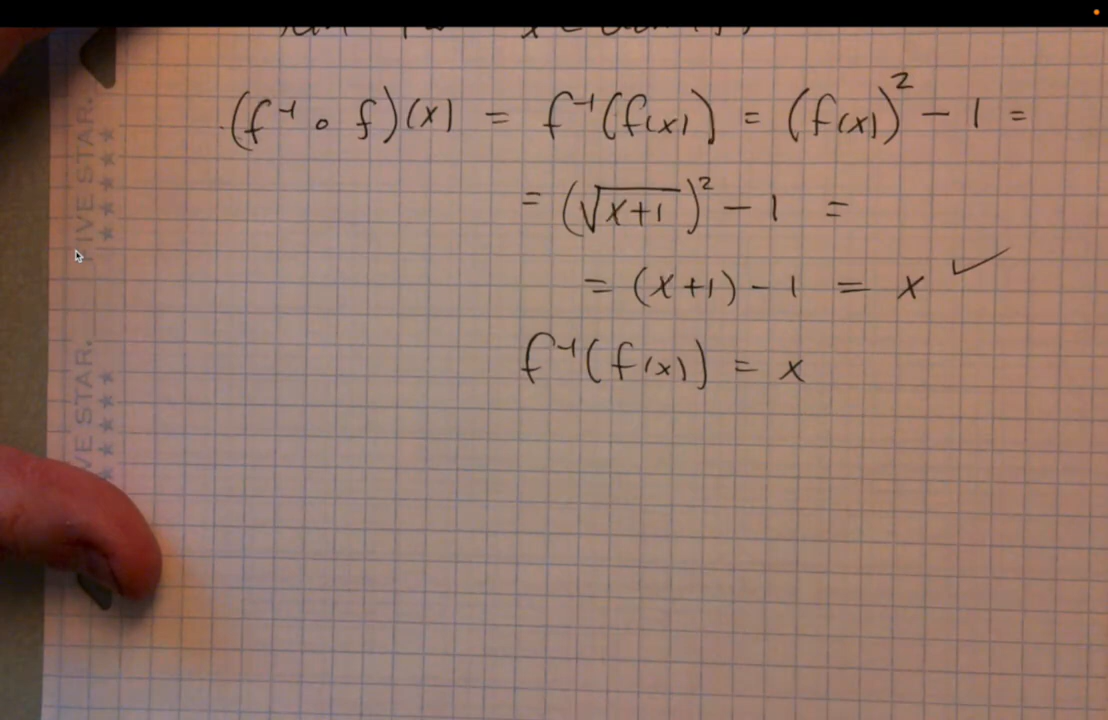 (f⁻¹ ∘ f)(x) = f⁻¹(f(x)) = (f(x))² − 1 =
= (√(x+1))² − 1 =
= (x+1) − 1 = x ✓
f⁻¹(f(x)) = x
FIVE STAR.
★★★★★
VE STAR.
★★★★